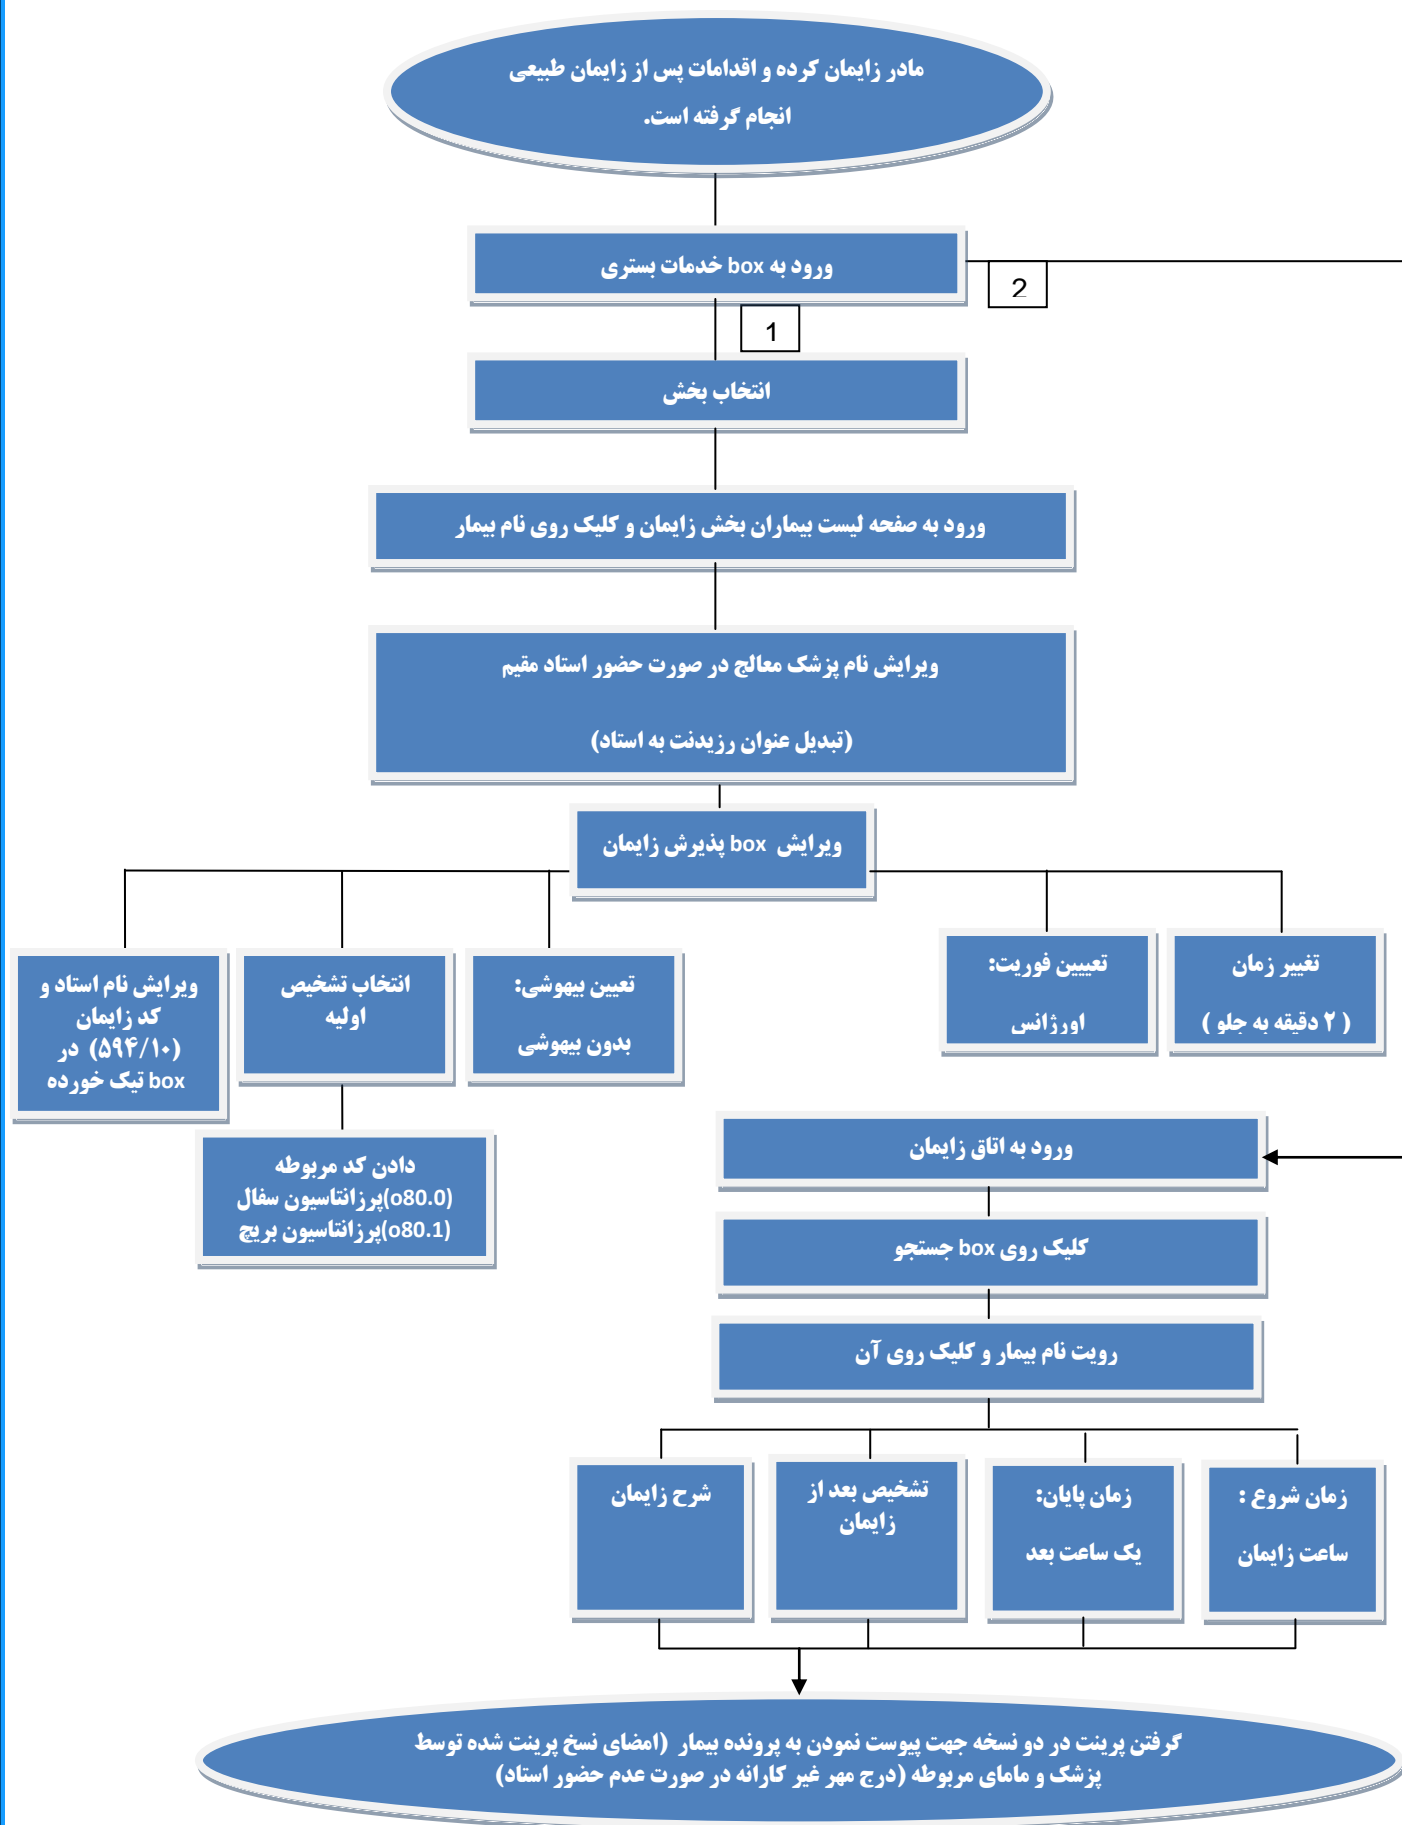 مادر زایمان کرده و اقدامات پس از زایمان طبیعی
انجام گرفته است.
ورود به box خدمات بستری
2
1
انتخاب بخش
ورود به صفحه لیست بیماران بخش زایمان و کلیک روی نام بیمار
ویرایش نام پزشک معالج در صورت حضور استاد مقیم
(تبدیل عنوان رزیدنت به استاد)
ویرایش box پذیرش زایمان
تغییر زمان
( ۲ دقیقه به جلو )
تعییین فوریت:
اورژانس
تعیین بیهوشی:
بدون بیهوشی
انتخاب تشخیص
اولیه
ویرایش نام استاد و
کد زایمان
(۵۹۴/۱۰) در
box تیک خورده
دادن کد مربوطه
(o80.0)پرزانتاسیون سفال
(o80.1)پرزانتاسیون بریچ
ورود به اتاق زایمان
کلیک روی box جستجو
رویت نام بیمار و کلیک روی آن
زمان شروع :
ساعت زایمان
زمان پایان:
یک ساعت بعد
تشخیص بعد از
زایمان
شرح زایمان
گرفتن پرینت در دو نسخه جهت پیوست نمودن به پرونده بیمار (امضای نسخ پرینت شده توسط
پزشک و مامای مربوطه (درج مهر غیر کارانه در صورت عدم حضور استاد)